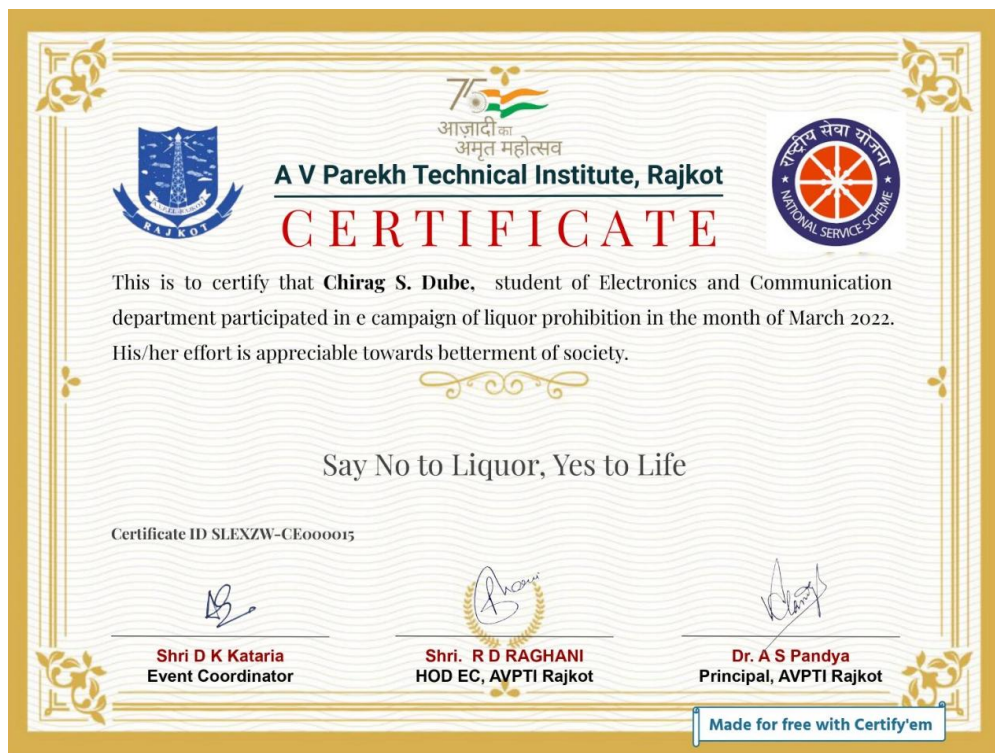 75
आज़ादी का
अमृत महोत्सव
A V Parekh Technical Institute, Rajkot
CERTIFICATE
RAJKOT
राष्ट्रीय सेवा योजना
NATIONAL SERVICE SCHEME
This is to certify that Chirag S. Dube, student of Electronics and Communication
department participated in e campaign of liquor prohibition in the month of March 2022.
His/her effort is appreciable towards betterment of society.
Say No to Liquor, Yes to Life
Certificate ID SLEXZW-CE000015
Shri D K Kataria
Event Coordinator
Shri. R D RAGHANI
HOD EC, AVPTI Rajkot
Dr. A S Pandya
Principal, AVPTI Rajkot
Made for free with Certify'em